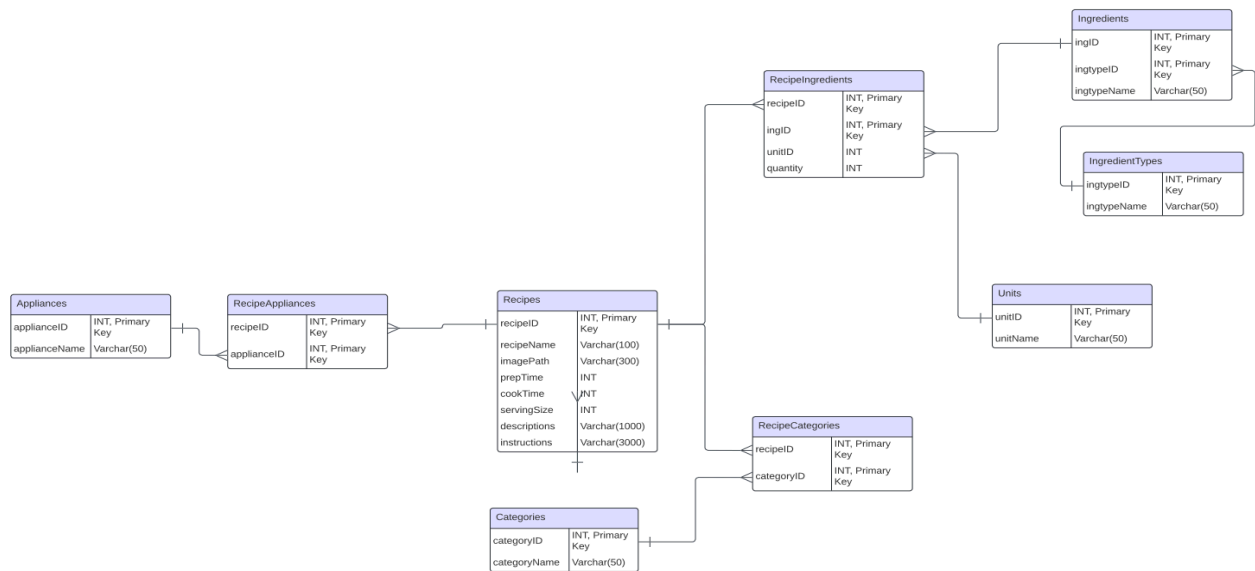 Ingredients
ingID INT, Primary
Key
ingtypeID INT, Primary
Key
ingtypeName Varchar(50)
RecipeIngredients
recipeID INT, Primary
Key
ingID INT, Primary
Key
unitID INT
quantity INT
IngredientTypes
ingtypeID INT, Primary
Key
ingtypeName Varchar(50)
Appliances
applianceID INT, Primary
Key
applianceName Varchar(50)
RecipeAppliances
recipeID INT, Primary
Key
applianceID INT, Primary
Key
Recipes
recipeID INT, Primary
Key
recipeName Varchar(100)
imagePath Varchar(300)
prepTime INT
cookTime INT
servingSize INT
descriptions Varchar(1000)
instructions Varchar(3000)
Units
unitID INT, Primary
Key
unitName Varchar(50)
RecipeCategories
recipeID INT, Primary
Key
categoryID INT, Primary
Key
Categories
categoryID INT, Primary
Key
categoryName Varchar(50)